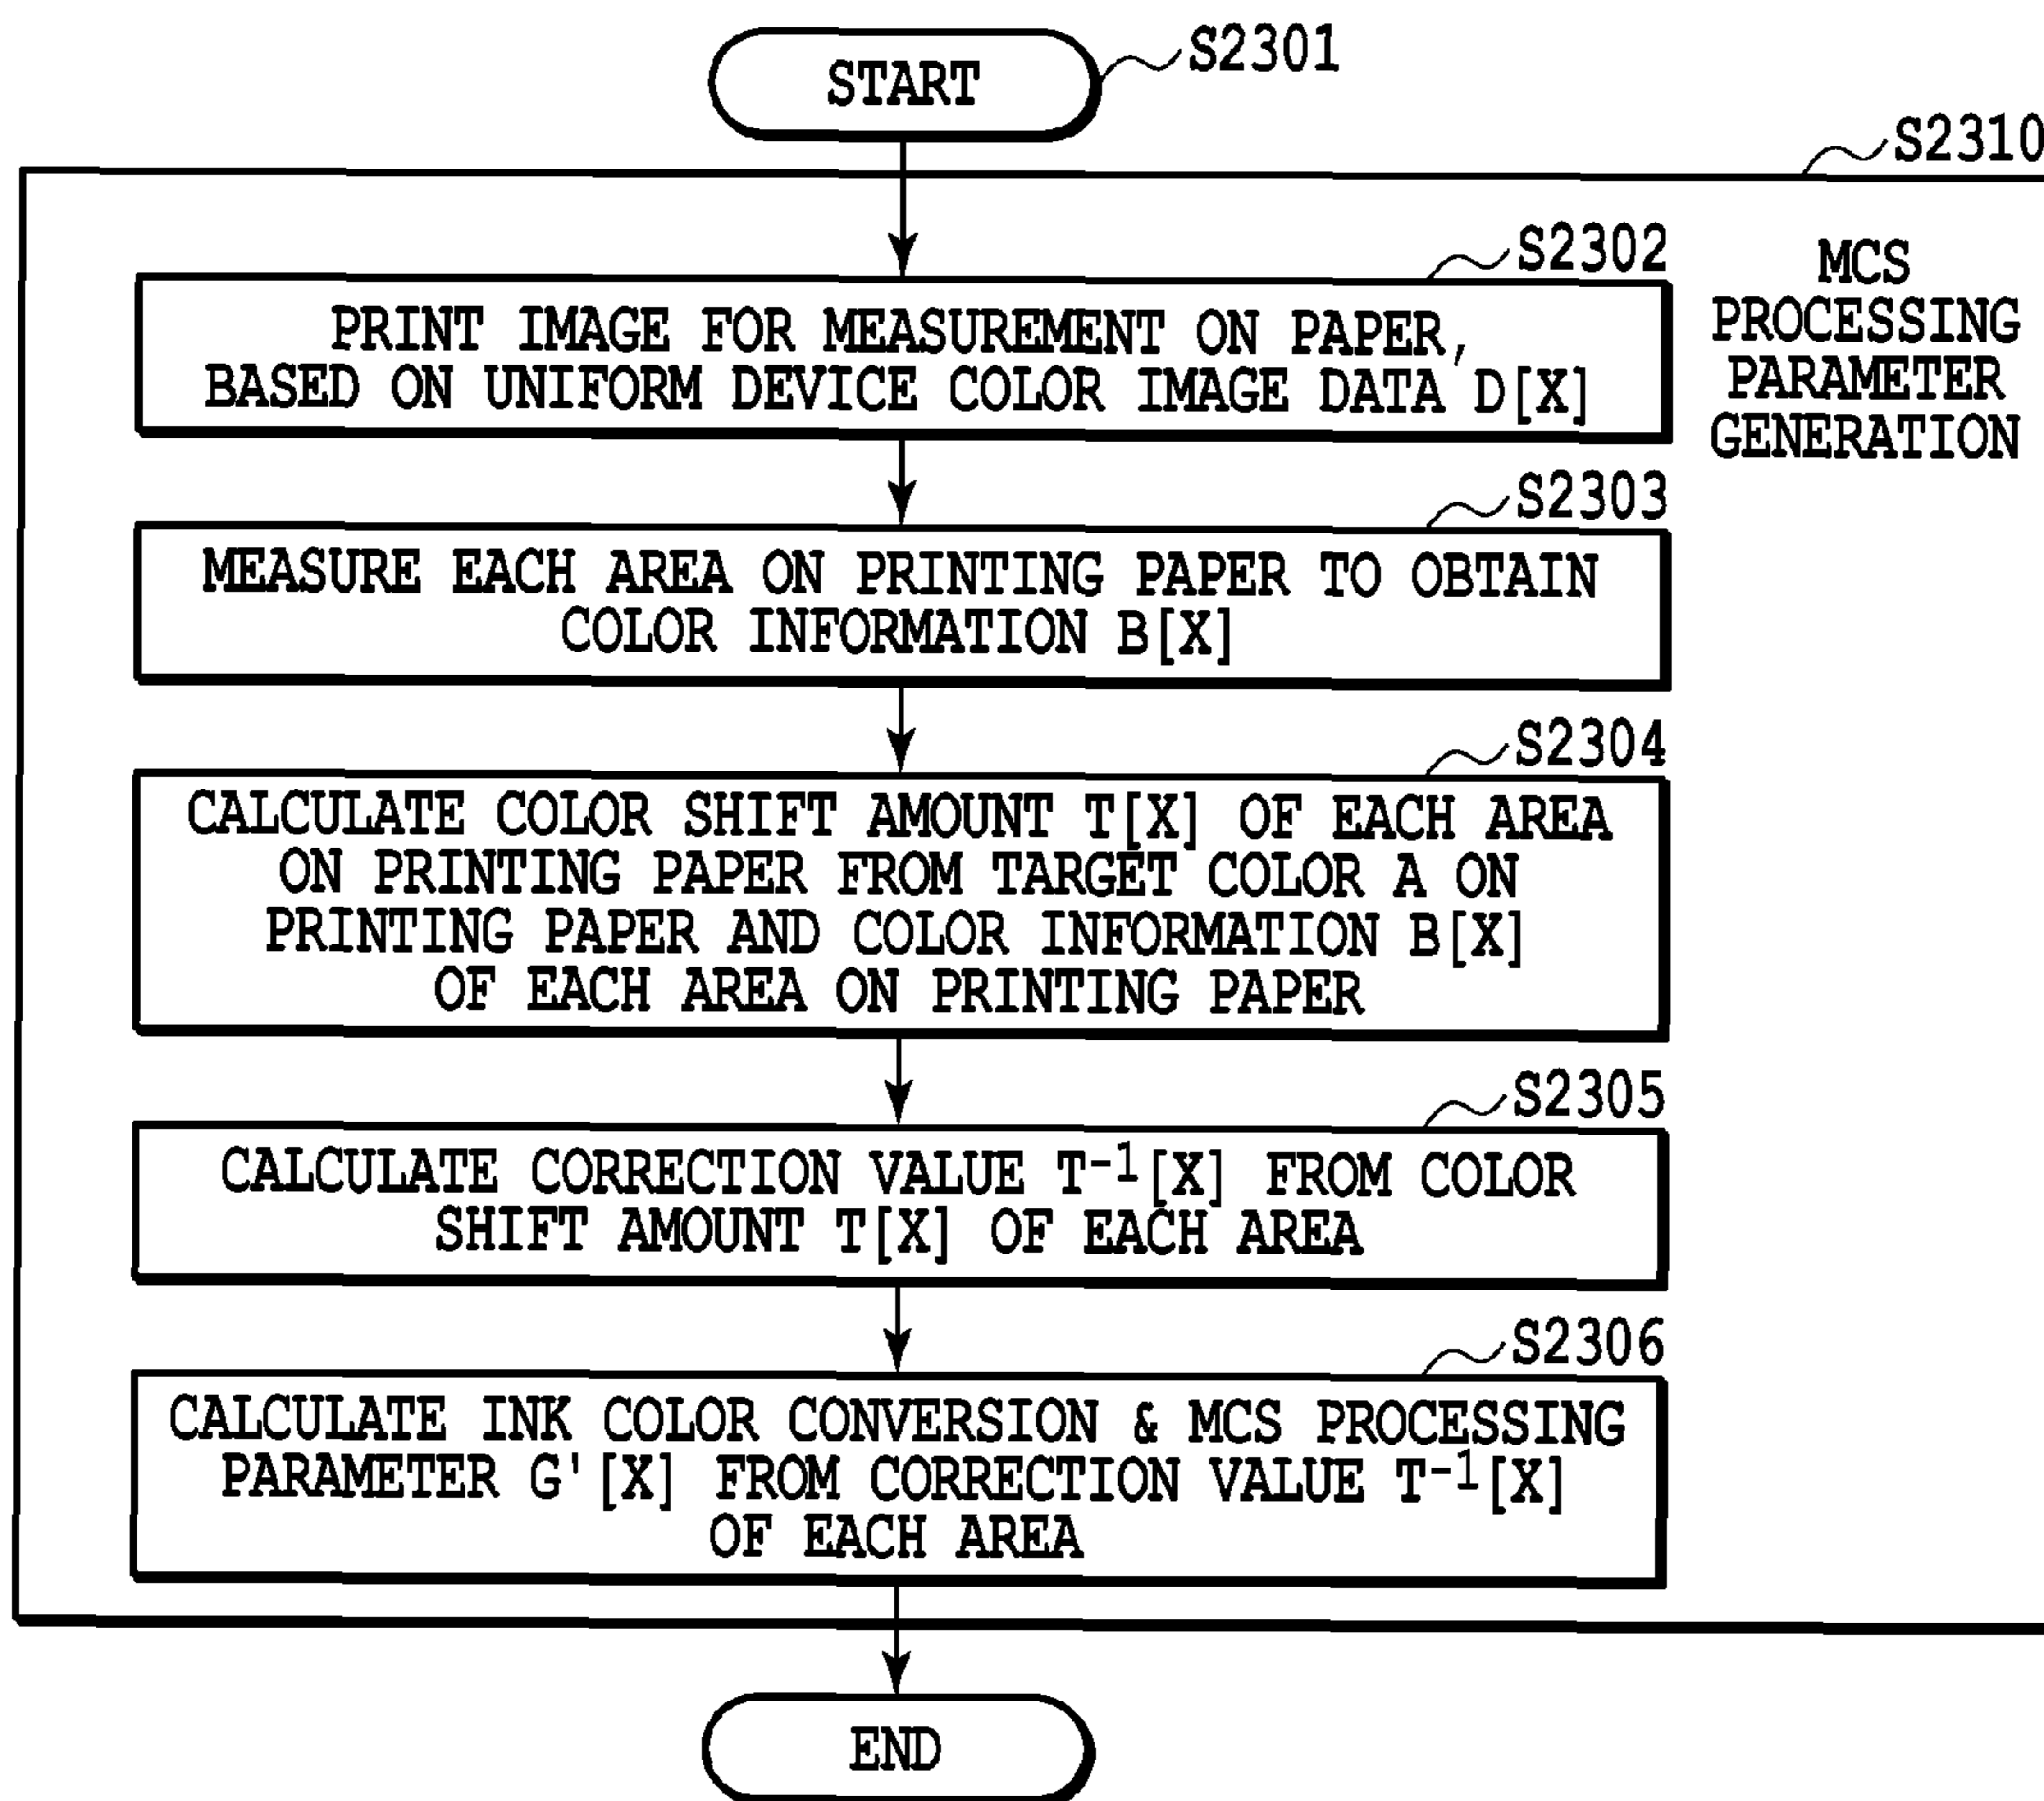 START
S2301
S2310
MCS
PROCESSING
PARAMETER
GENERATION
S2302
PRINT IMAGE FOR MEASUREMENT ON PAPER,
BASED ON UNIFORM DEVICE COLOR IMAGE DATA D[X]
S2303
MEASURE EACH AREA ON PRINTING PAPER TO OBTAIN
COLOR INFORMATION B[X]
S2304
CALCULATE COLOR SHIFT AMOUNT T[X] OF EACH AREA
ON PRINTING PAPER FROM TARGET COLOR A ON
PRINTING PAPER AND COLOR INFORMATION B[X]
OF EACH AREA ON PRINTING PAPER
S2305
CALCULATE CORRECTION VALUE T⁻¹[X] FROM COLOR
SHIFT AMOUNT T[X] OF EACH AREA
S2306
CALCULATE INK COLOR CONVERSION & MCS PROCESSING
PARAMETER G'[X] FROM CORRECTION VALUE T⁻¹[X]
OF EACH AREA
END